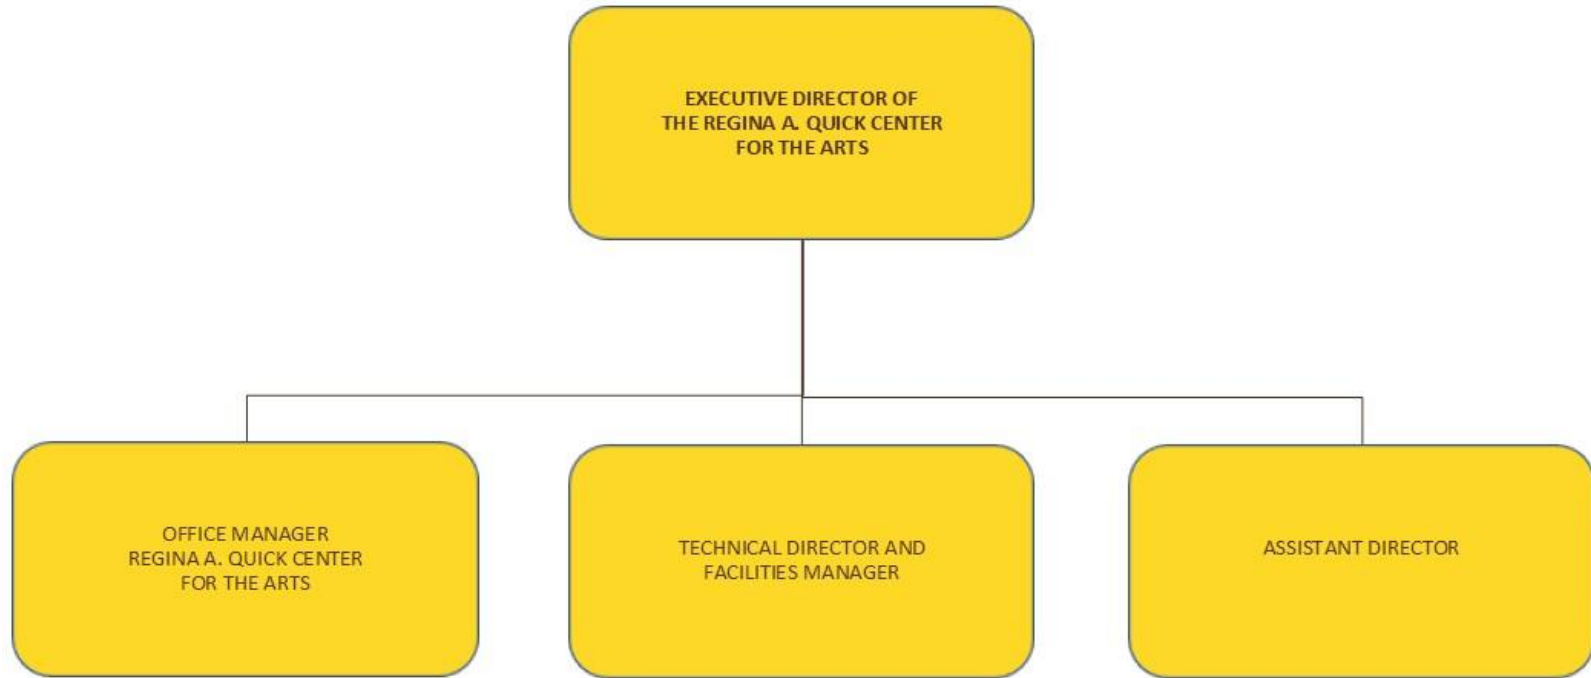 EXECUTIVE DIRECTOR OF
THE REGINA A. QUICK CENTER
FOR THE ARTS
OFFICE MANAGER
REGINA A. QUICK CENTER
FOR THE ARTS
TECHNICAL DIRECTOR AND
FACILITIES MANAGER
ASSISTANT DIRECTOR